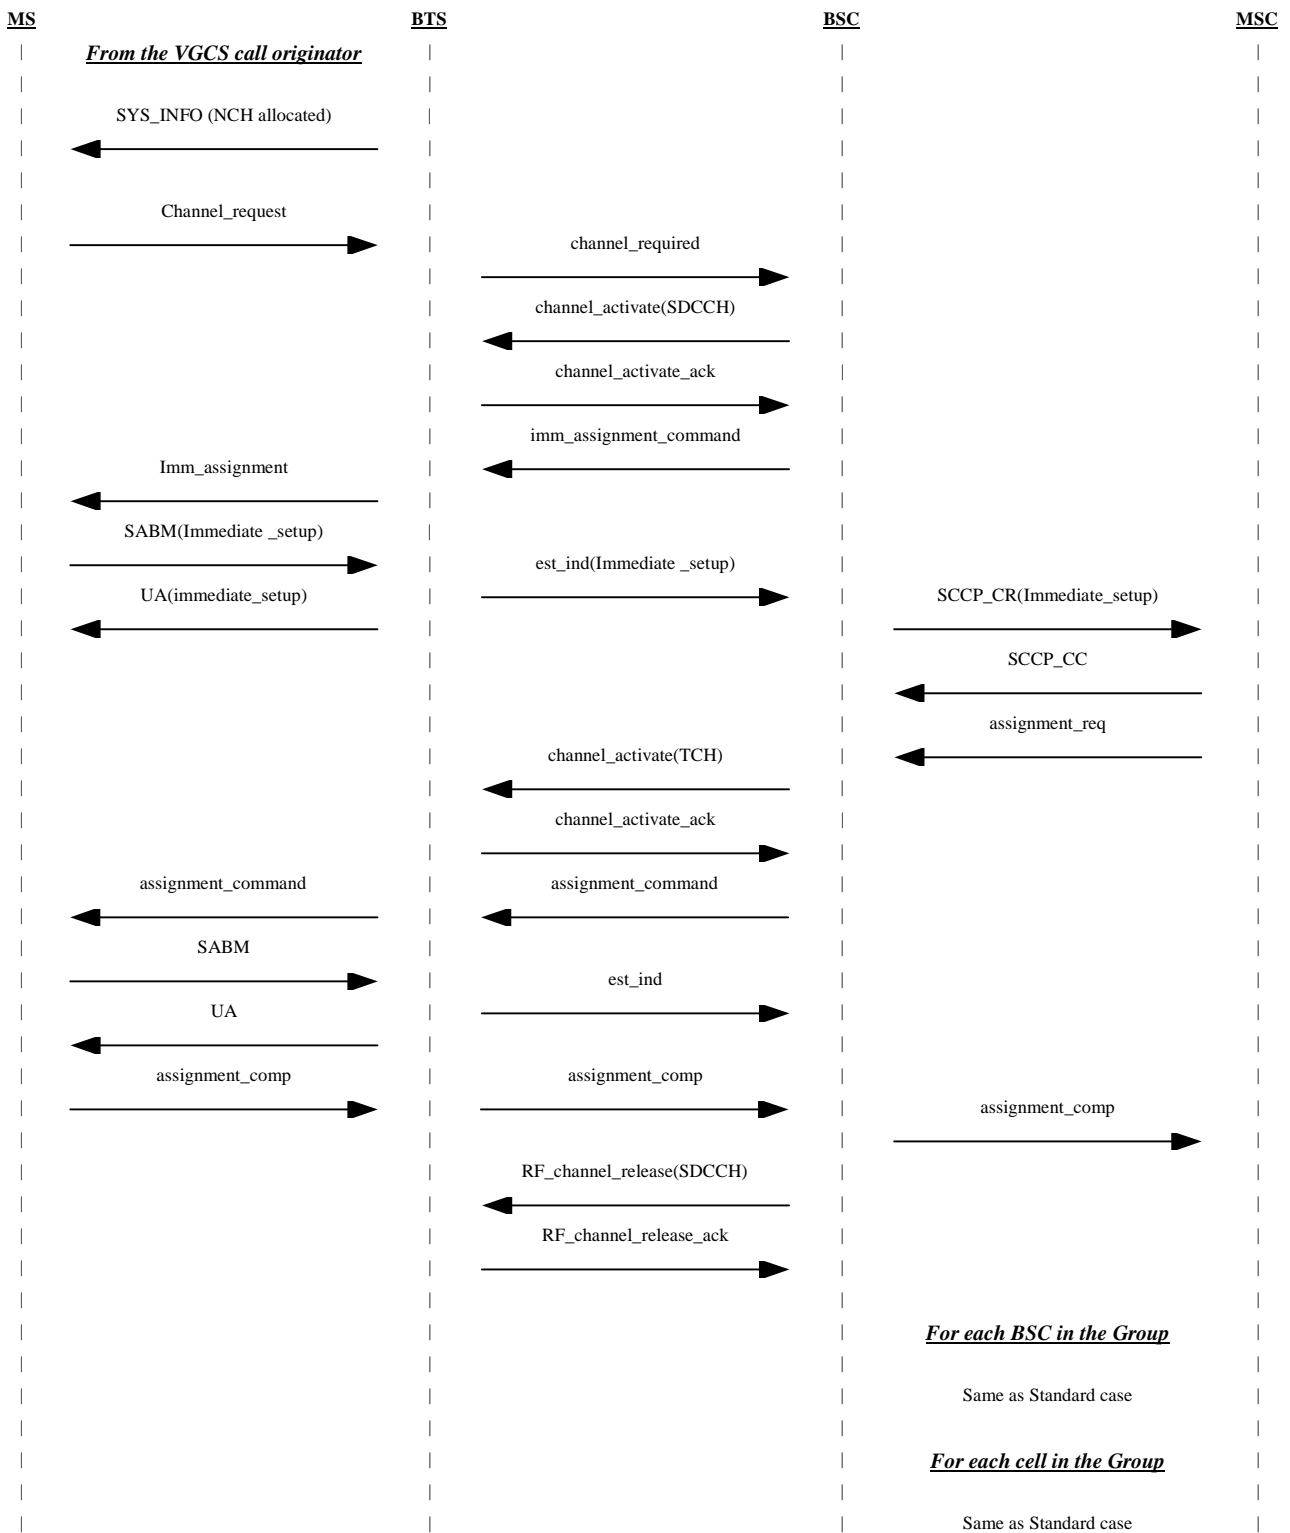 MS BTS BSC MSC
From the VGCS call originator
SYS_INFO (NCH allocated)
Channel_request
channel_required
channel_activate(SDCCH)
channel_activate_ack
imm_assignment_command
Imm_assignment
SABM(Immediate _setup)
est_ind(Immediate _setup)
UA(immediate_setup) SCCP_CR(Immediate_setup)
SCCP_CC
assignment_req
channel_activate(TCH)
channel_activate_ack
assignment_command assignment_command
SABM
est_ind
UA
assignment_comp assignment_comp
assignment_comp
RF_channel_release(SDCCH)
RF_channel_release_ack
For each BSC in the Group
Same as Standard case
For each cell in the Group
Same as Standard case